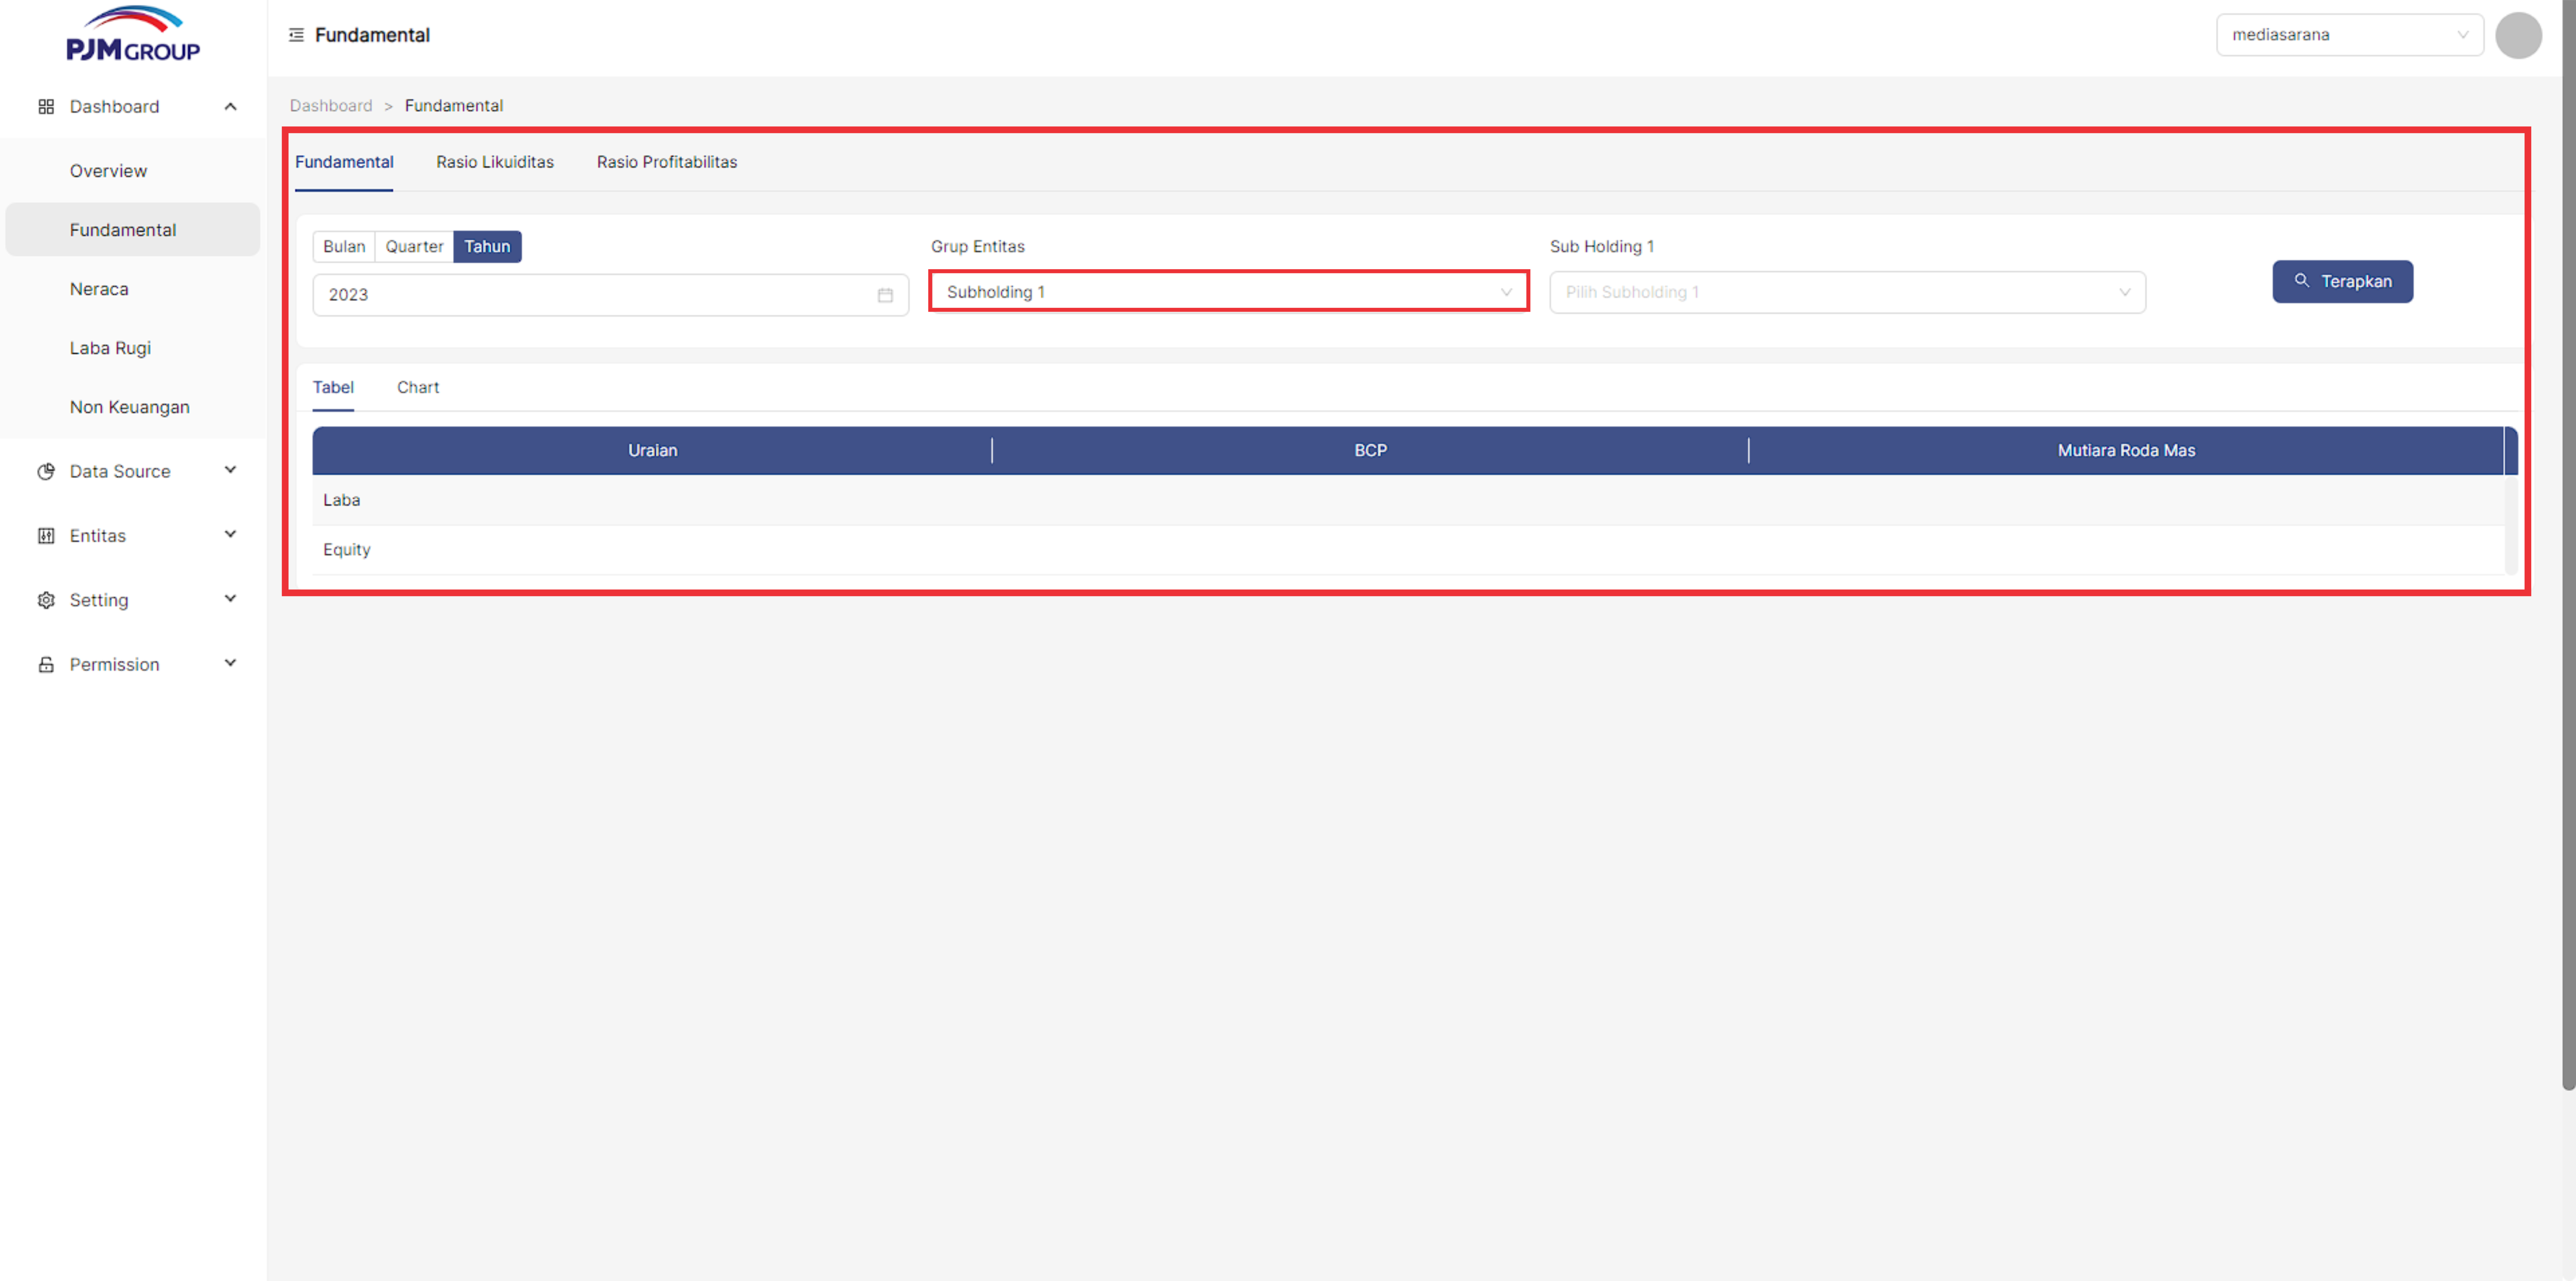 PJM GROUP
Fundamental
mediasarana
Dashboard
Overview
Fundamental
Neraca
Laba Rugi
Non Keuangan
Data Source
Entitas
Setting
Permission
Dashboard > Fundamental
Fundamental Rasio Likuiditas Rasio Profitabilitas
Bulan Quarter Tahun
2023
Grup Entitas
Subholding 1
Sub Holding 1
Pilih Subholding 1
Terapkan
Tabel Chart
Uraian BCP Mutiara Roda Mas
Laba
Equity